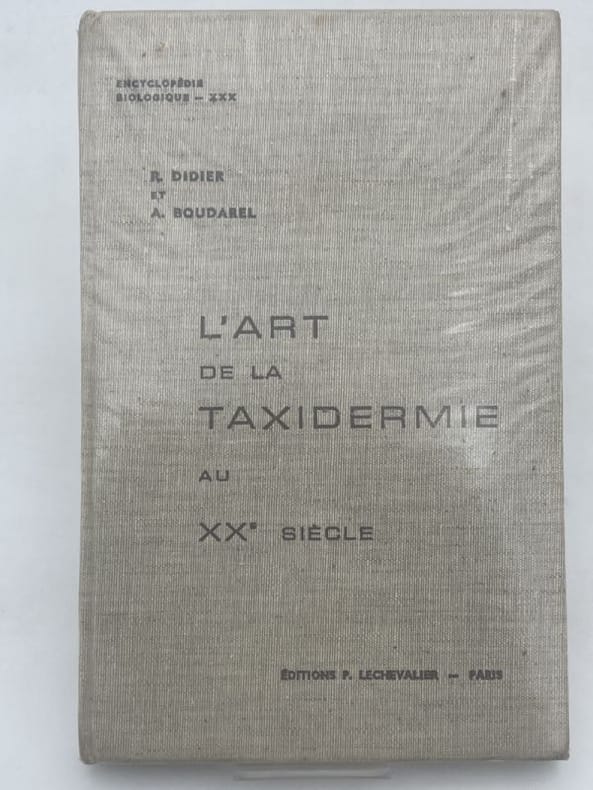 ENCYCLOPÉDIE
BIOLOGIQUE — XXX
R. DIDIER
ET
A. BOUDAREL
L'ART
DE LA
TAXIDERMIE
AU
XXᵉ SIÈCLE
ÉDITIONS P. LECHEVALIER — PARIS